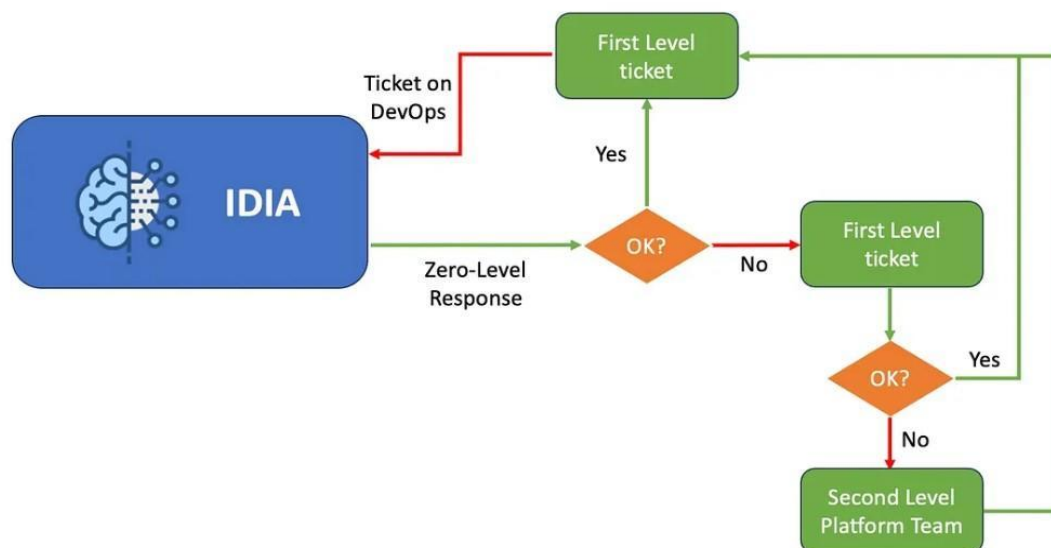 First Level
ticket
Ticket on
DevOps
IDIA
Yes
OK?
No
First Level
ticket
Zero-Level
Response
OK?
Yes
No
Second Level
Platform Team